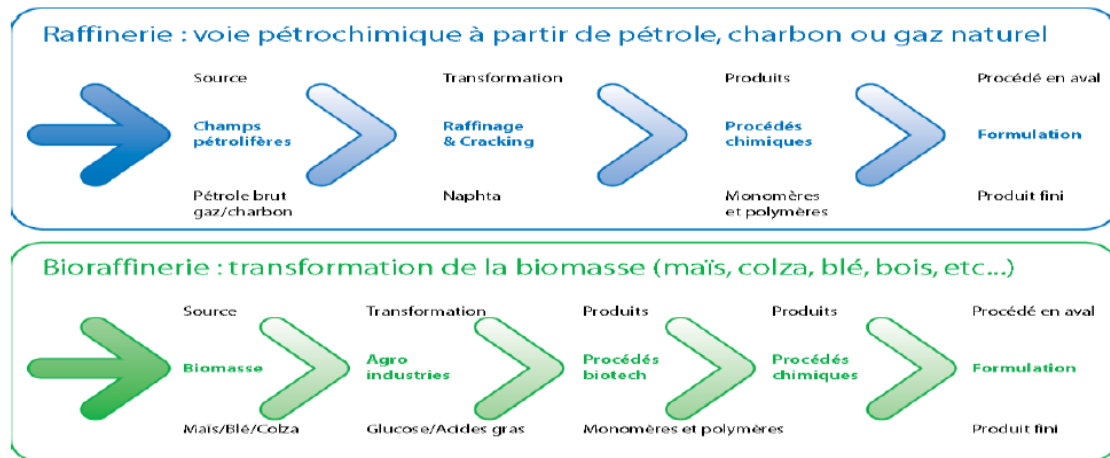 Raffinerie : voie pétrochimique à partir de pétrole, charbon ou gaz naturel
Source Transformation Produits Procédé en aval
Champs pétrolifères Raffinage & Cracking Procédés chimiques Formulation
Pétrole brut gaz/charbon Naphta Monomères et polymères Produit fini
Bioraffinerie : transformation de la biomasse (maïs, colza, blé, bois, etc...)
Source Transformation Produits Produits Procédé en aval
Biomasse Agro industries Procédés biotech Procédés chimiques Formulation
Maïs/Blé/Colza Glucose/Acides gras Monomères et polymères Produit fini